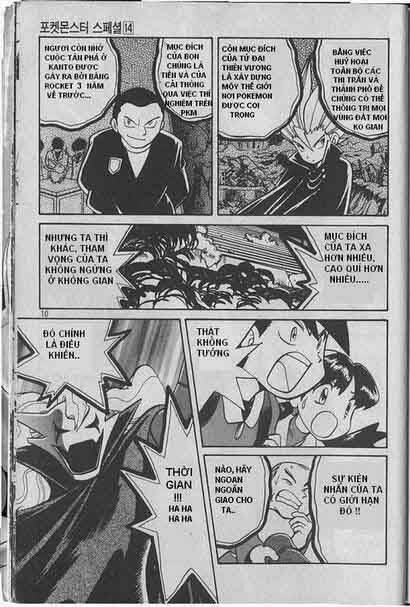 포켓몬스터 스페셜 14
NGƯỜI CÒN NHỚ
CUỘC TÀN PHÁ Ở
KANTO ĐƯỢC
GÂY RA BỞI BĂNG
ROCKET 3 NĂM
VỀ TRƯỚC...
MỤC ĐÍCH
CỦA BỌN
CHÚNG LÀ
TIỀN VÀ CỦA
CẢI THÔNG
QUA VIỆC THÍ
NGHIỆM TRÊN
PKM
CÒN MỤC ĐÍCH
CỦA TỨ ĐẠI
THIÊN VƯƠNG
LÀ XÂY DỰNG
MỘT THẾ GIỚI
NƠI POKEMON
ĐƯỢC COI
TRỌNG
BẰNG VIỆC
HUỶ HOẠI
TOÀN BỘ CÁC
THỊ TRẤN VÀ
THÀNH PHỐ ĐỂ
CHÚNG CÓ THỂ
THỐNG TRỊ MỌI
VÙNG ĐẤT MỌI
KO GIAN
NHƯNG TA THÌ
KHÁC, THAM
VỌNG CỦA TA
KHÔNG NGỪNG
Ở KHÔNG GIAN
MỤC ĐÍCH
CỦA TA XA
HƠN NHIỀU,
CAO QUÍ HƠN
NHIỀU.....
10
ĐÓ CHÍNH
LÀ ĐIỀU
KHIỂN..
THỜI
GIAN
!!!
HA HA
HA HA
THẬT
KHÔNG
TƯỞNG
NÀO, HÃY
NGOAN
NGOÃN
GIAO CHO
TA..
SỰ KIÊN
NHẪN CỦA TA
CÓ GIỚI HẠN
ĐÓ !!